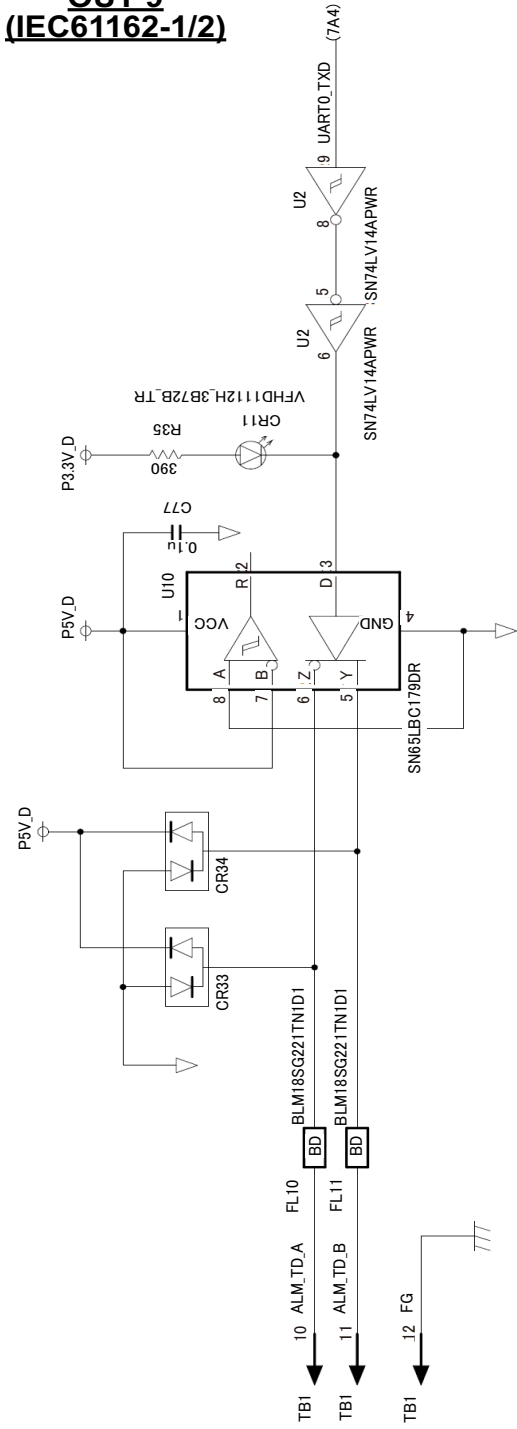 (IEC61162-1/2)
(7A4)
UART0_TXD
9
U2
8
SN74LV14APWR
5
U2
6
SN74LV14APWR
VFHD1112H_3B72B_TR
CR11
R35
390
P3.3V_D
C77
0.1u
P5V_D
U10
1
VCC
R
2
D
3
GND
4
8
A
7
B
6
Z
5
Y
SN65LBC179DR
P5V_D
CR34
CR33
BLM18SG221TN1D1
BLM18SG221TN1D1
FL10
BD
FL11
BD
10
ALM_TD_A
11
ALM_TD_B
12
FG
TB1
TB1
TB1